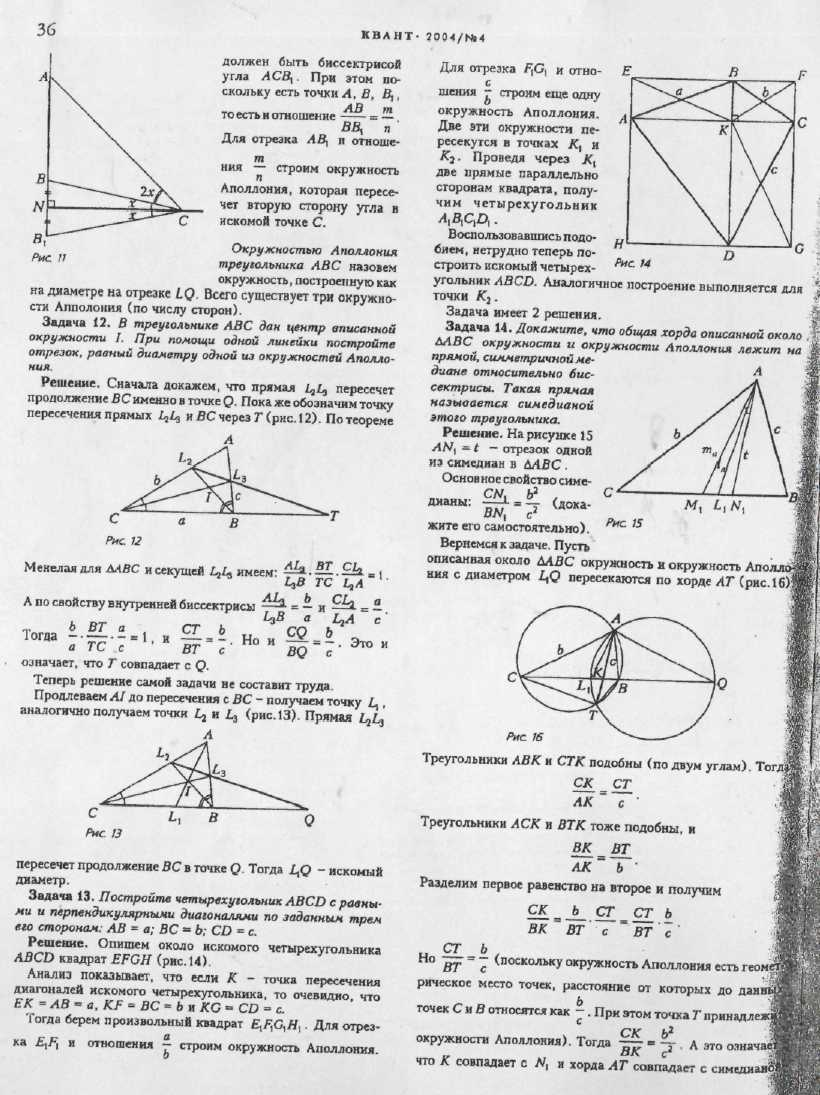 36
КВАНТ· 2004/№4
A
B
N
B₁
2x
x
x
C
Рис. 11
должен быть биссектрисой
угла ACB₁. При этом по-
скольку есть точки A, B, B₁,
то есть и отношение AB/BB₁ = m/n.
Для отрезка AB₁ и отноше-
ния m/n строим окружность
Аполлония, которая пересе-
чет вторую сторону угла в
искомой точке C.
Окружностью Аполлония
треугольника ABC назовем
окружность, построенную как
на диаметре на отрезке LQ. Всего существует три окружно-
сти Апполония (по числу сторон).
Задача 12. В треугольнике ABC дан центр вписанной
окружности I. При помощи одной линейки постройте
отрезок, равный диаметру одной из окружностей Аполло-
ния.
Решение. Сначала докажем, что прямая L₂L₃ пересечет
продолжение BC именно в точке Q. Пока же обозначим точку
пересечения прямых L₂L₃ и BC через T (рис.12). По теореме
A
L₂
L₃
b
I
c
C
a
B
T
Рис. 12
Менелая для ΔABC и секущей L₂L₃ имеем: AL₃/L₃B · BT/TC · CL₂/L₂A = 1.
А по свойству внутренней биссектрисы AL₃/L₃B = b/a и CL₂/L₂A = a/c.
Тогда b/a · BT/TC · a/c = 1, и CT/BT = b/c. Но и CQ/BQ = b/c. Это и
означает, что T совпадает с Q.
Теперь решение самой задачи не составит труда.
Продлеваем AI до пересечения с BC - получаем точку L₁,
аналогично получаем точки L₂ и L₃ (рис.13). Прямая L₂L₃
A
L₂
L₃
I
C
L₁
B
Q
Рис. 13
пересечет продолжение BC в точке Q. Тогда L₁Q - искомый
диаметр.
Задача 13. Постройте четырехугольник ABCD с равны-
ми и перпендикулярными диагоналями по заданным трем
его сторонам: AB = a; BC = b; CD = c.
Решение. Опишем около искомого четырехугольника
ABCD квадрат EFGH (рис.14).
Анализ показывает, что если K - точка пересечения
диагоналей искомого четырехугольника, то очевидно, что
EK = AB = a, KF = BC = b и KG = CD = c.
Тогда берем произвольный квадрат E₁F₁G₁H₁. Для отрез-
ка E₁F₁ и отношения a/b строим окружность Аполлония.
Для отрезка F₁G₁ и отно-
шения c/b строим еще одну
окружность Аполлония.
Две эти окружности пе-
ресекутся в точках K₁ и
K₂. Проведя через K₁
две прямые параллельно
сторонам квадрата, полу-
чим четырехугольник
A₁B₁C₁D₁.
Воспользовавшись подо-
бием, нетрудно теперь по-
строить искомый четырех-
угольник ABCD. Аналогичное построение выполняется для
точки K₂.
E
B
F
a
b
A
K
C
c
H
D
G
Рис. 14
Задача имеет 2 решения.
Задача 14. Докажите, что общая хорда описанной около
ΔABC окружности и окружности Аполлония лежит на
прямой, симметричной ме-
диане относительно бис-
сектрисы. Такая прямая
называется симедианой
этого треугольника.
Решение. На рисунке 15
AN₁ = t - отрезок одной
из симедиан в ΔABC.
Основное свойство симе-
дианы: CN₁/BN₁ = b²/c² (дока-
жите его самостоятельно).
Вернемся к задаче. Пусть
A
b
c
mₐ
lₐ
t
C
M₁
L₁
N₁
B
Рис. 15
описанная около ΔABC окружность и окружность Аполло-
ния с диаметром L₁Q пересекаются по хорде AT (рис.16)
A
b
c
C
K
L₁
B
Q
T
Рис. 16
Треугольники ABK и CTK подобны (по двум углам). Тогда
CK/AK = CT/c.
Треугольники ACK и BTK тоже подобны, и
BK/AK = BT/b.
Разделим первое равенство на второе и получим
CK/BK = b/BT · CT/c = CT/BT · b/c.
Но CT/BT = b/c (поскольку окружность Аполлония есть геомет
рическое место точек, расстояние от которых до данны
точек C и B относятся как b/c. При этом точка T принадлеж
окружности Аполлония). Тогда CK/BK = b²/c². А это означае
что K совпадает с N₁ и хорда AT совпадает с симедиано